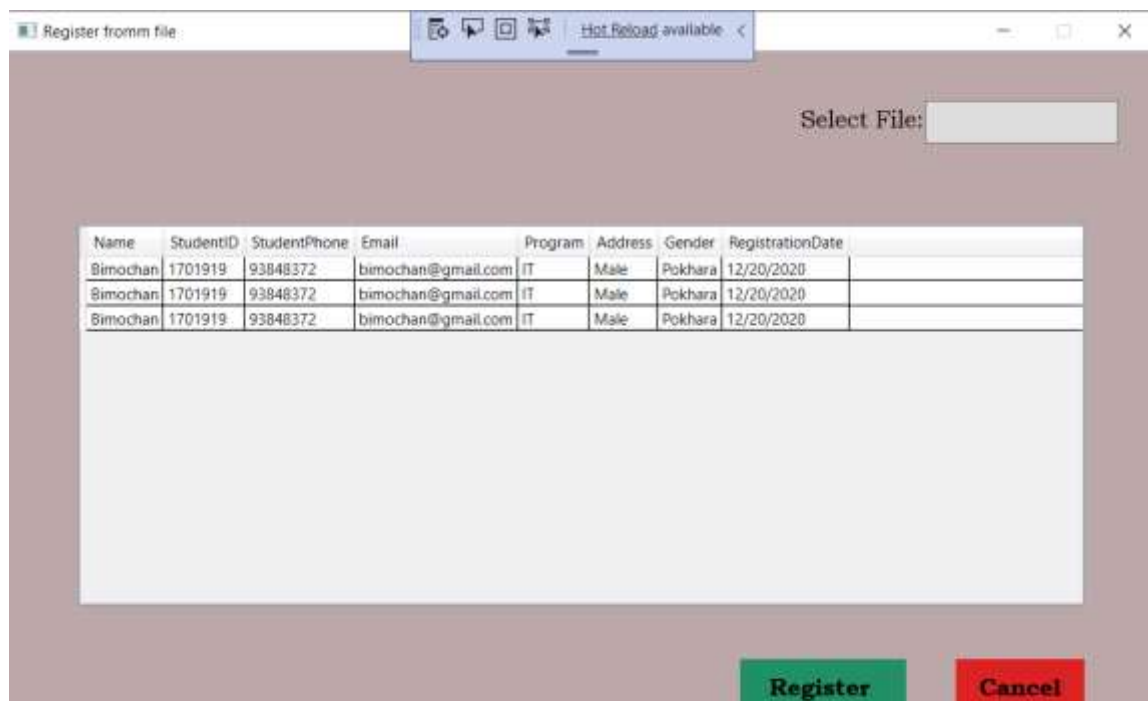 Register fromm file
Hot Reload available <
Select File:
Name StudentID StudentPhone Email Program Address Gender RegistrationDate
Bimochan 1701919 93848372 bimochan@gmail.com IT Male Pokhara 12/20/2020
Bimochan 1701919 93848372 bimochan@gmail.com IT Male Pokhara 12/20/2020
Bimochan 1701919 93848372 bimochan@gmail.com IT Male Pokhara 12/20/2020
Register Cancel